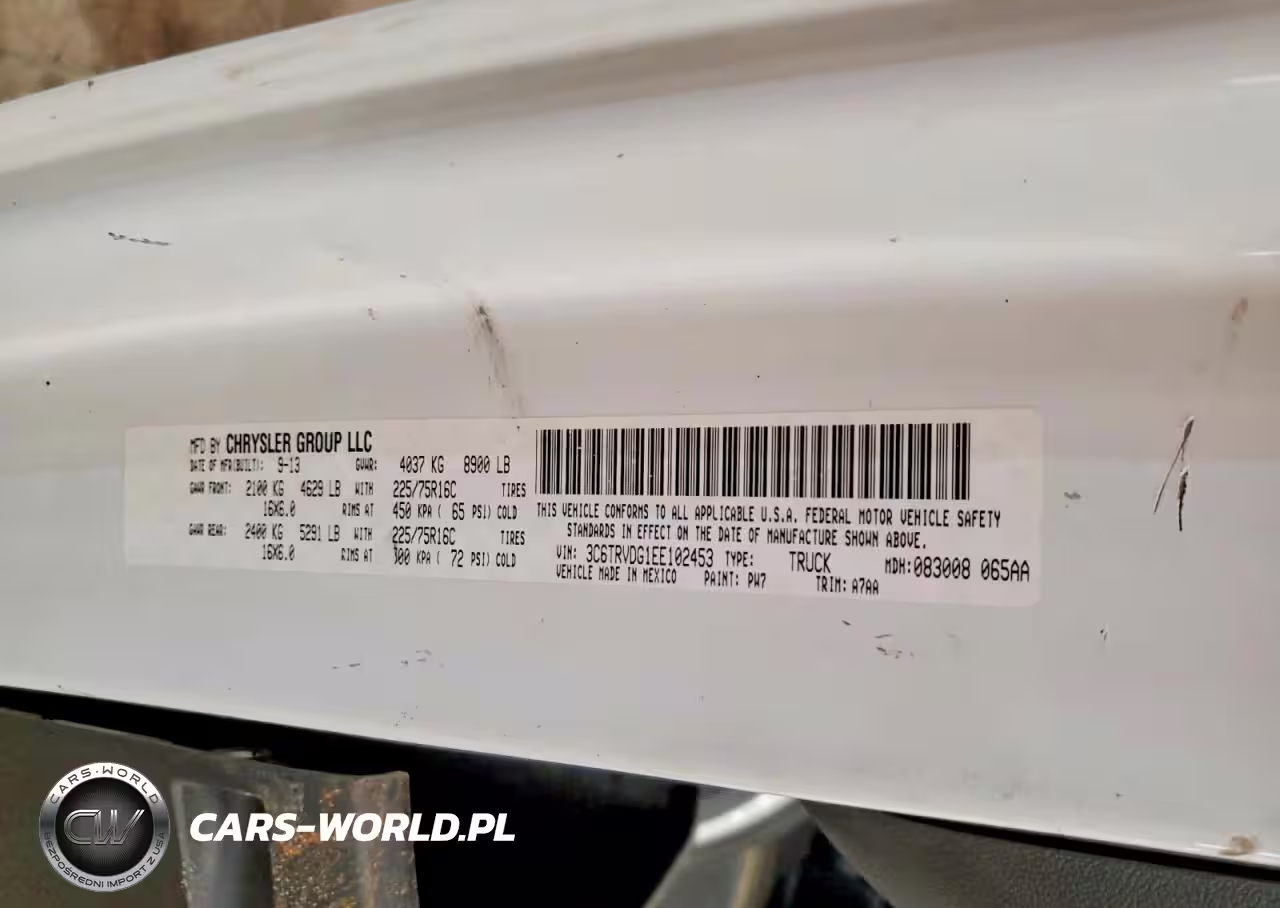 MFD BY CHRYSLER GROUP LLC
DATE OF MFR(BUILT): 9-13 GVWR: 4037 KG 8900 LB
GAWR FRONT: 2100 KG 4629 LB WITH 225/75R16C TIRES
16X6.0 RIMS AT 450 KPA ( 65 PSI) COLD
GAWR REAR: 2400 KG 5291 LB WITH 225/75R16C TIRES
16X6.0 RIMS AT 300 KPA ( 72 PSI) COLD
THIS VEHICLE CONFORMS TO ALL APPLICABLE U.S.A. FEDERAL MOTOR VEHICLE SAFETY
STANDARDS IN EFFECT ON THE DATE OF MANUFACTURE SHOWN ABOVE.
VIN: 3C6TRVDG1EE102453 TYPE: TRUCK MDH:083008 065AA
VEHICLE MADE IN MEXICO PAINT: PW7 TRIM: A7AA
CARS-WORLD
CW
BEZPOŚREDNI IMPORT Z USA
CARS-WORLD.PL